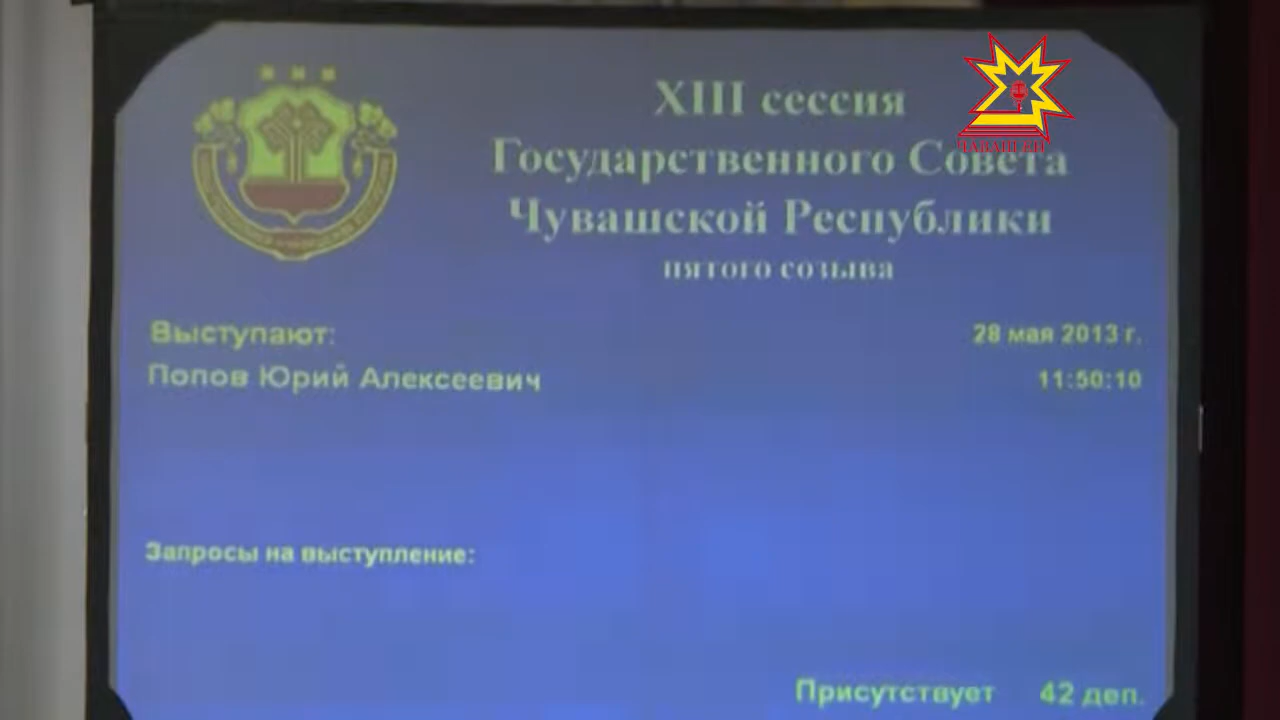 XIII сессия
Государственного Совета
Чувашской Республики
пятого созыва
Выступают:
28 мая 2013 г.
Попов Юрий Алексеевич
11:50:10
Запросы на выступление:
Присутствует 42 деп.